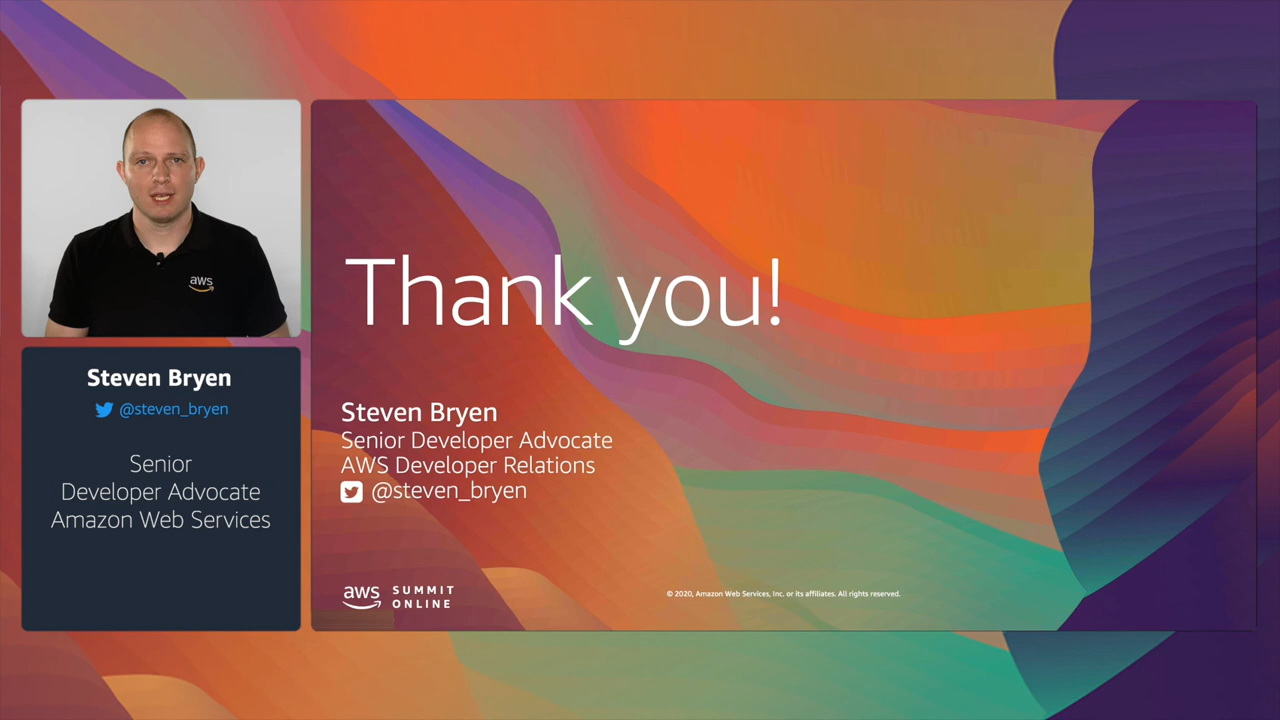 aws
Steven Bryen
@steven_bryen
Senior
Developer Advocate
Amazon Web Services
Thank you!
Steven Bryen
Senior Developer Advocate
AWS Developer Relations
@steven_bryen
aws SUMMIT
ONLINE
© 2020, Amazon Web Services, Inc. or its affiliates. All rights reserved.